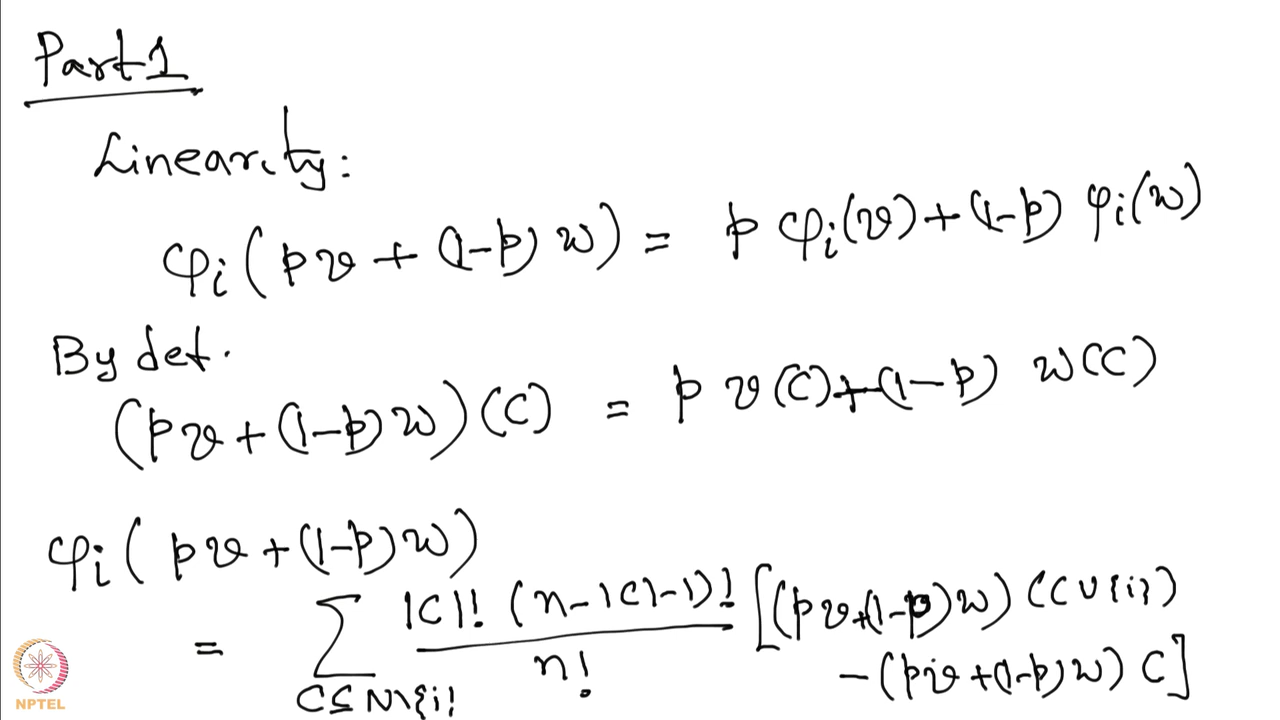 Part 1
Linearity:
φi(pv + (1-p) w) = p φi(v) + (1-p) φi(w)
By def.
(pv + (1-p) w)(C) = p v(C) + (1-p) w(C)
φi(pv + (1-p) w)
= ∑_{C⊆N\{i}} |C|! (n-|C|-1)! / n! [(pv+(1-p)w)(C∪{i})
-(pv+(1-p)w) C]
NPTEL